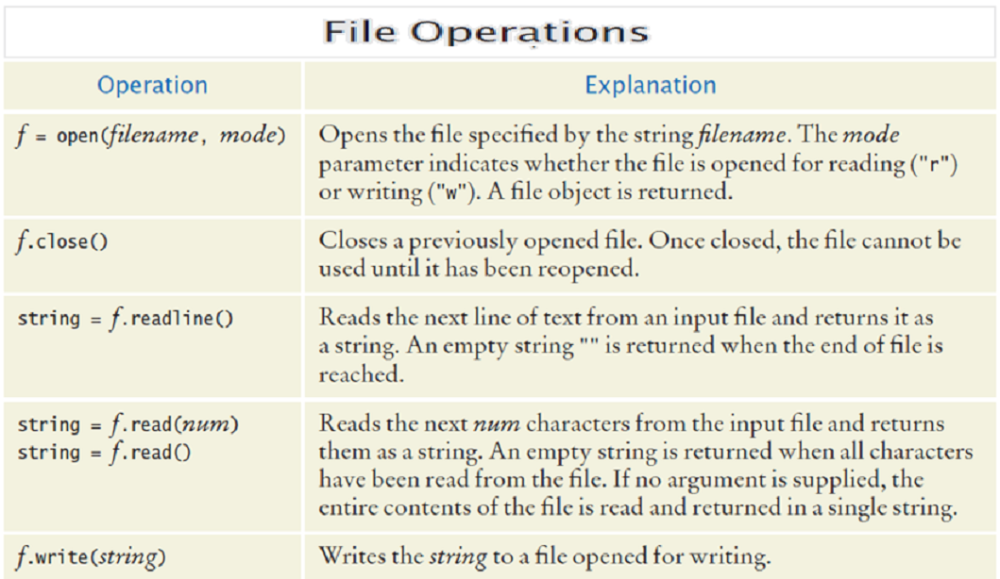 File Operations
Operation
Explanation
f = open(filename, mode)
Opens the file specified by the string filename. The mode
parameter indicates whether the file is opened for reading ("r")
or writing ("w"). A file object is returned.
f.close()
Closes a previously opened file. Once closed, the file cannot be
used until it has been reopened.
string = f.readline()
Reads the next line of text from an input file and returns it as
a string. An empty string "" is returned when the end of file is
reached.
string = f.read(num)
string = f.read()
Reads the next num characters from the input file and returns
them as a string. An empty string is returned when all characters
have been read from the file. If no argument is supplied, the
entire contents of the file is read and returned in a single string.
f.write(string)
Writes the string to a file opened for writing.